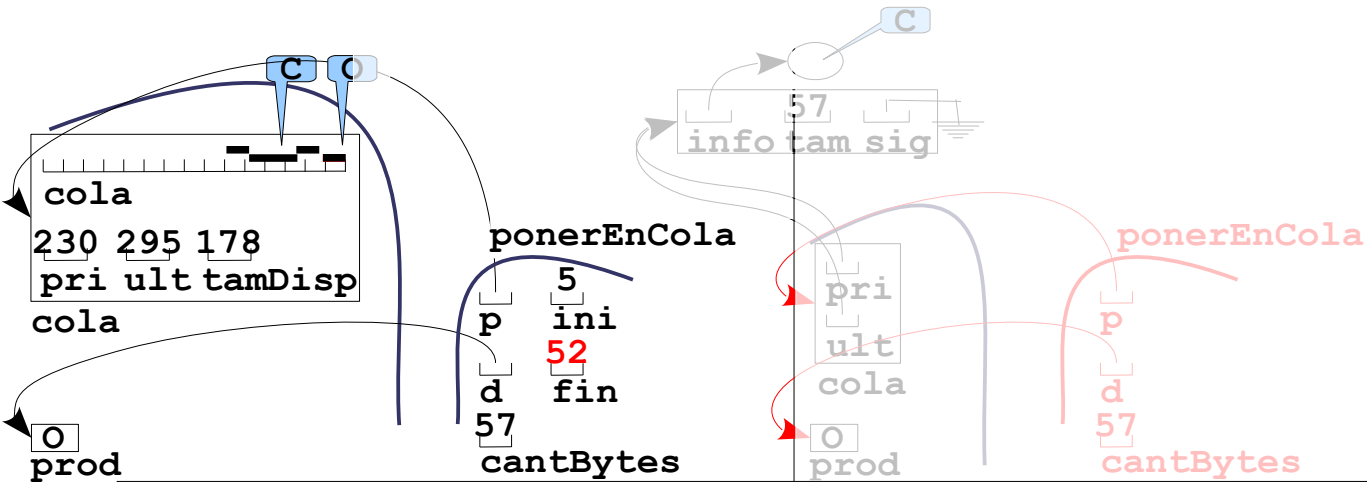 C O
cola
230 295 178
pri ult tamDisp
cola
ponerEnCola
5
p ini
52
d fin
57
cantBytes
O
prod
C
57
info tam sig
pri
ult
cola
O
prod
ponerEnCola
p
d
57
cantBytes